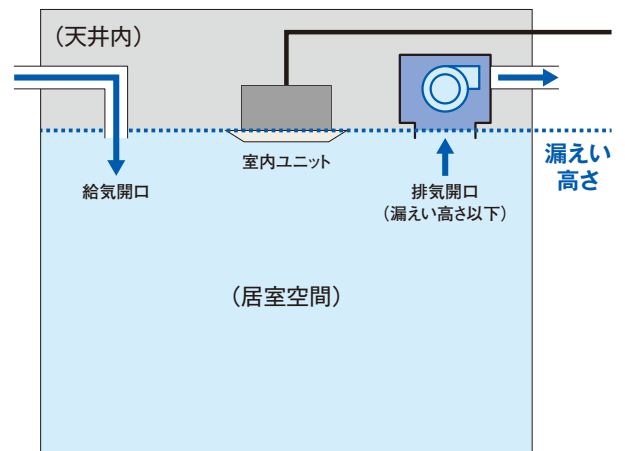 （天井内）
室内ユニット
漏えい
高さ
給気開口
排気開口
（漏えい高さ以下）
（居室空間）